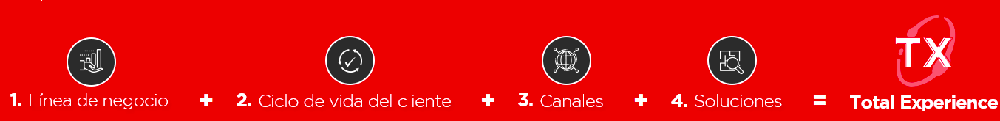 TX
1. Línea de negocio + 2. Ciclo de vida del cliente + 3. Canales + 4. Soluciones = Total Experience